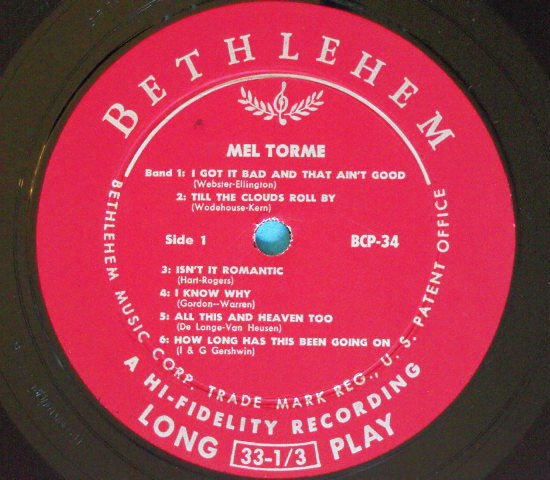 BETHLEHEM
MEL TORME
Band 1: I GOT IT BAD AND THAT AIN'T GOOD
(Webster-Ellington)
2: TILL THE CLOUDS ROLL BY
(Wodehouse-Kern)
Side 1
BCP-34
3: ISN'T IT ROMANTIC
(Hart-Rogers)
4: I KNOW WHY
(Gordon-Warren)
5: ALL THIS AND HEAVEN TOO
(De Longe-Van Heusen)
6: HOW LONG HAS THIS BEEN GOING ON
(I & G Gershwin)
BETHLEHEM MUSIC CORP. TRADE MARK REG., U. S. PATENT OFFICE
A HI-FIDELITY RECORDING
LONG 33-1/3 PLAY